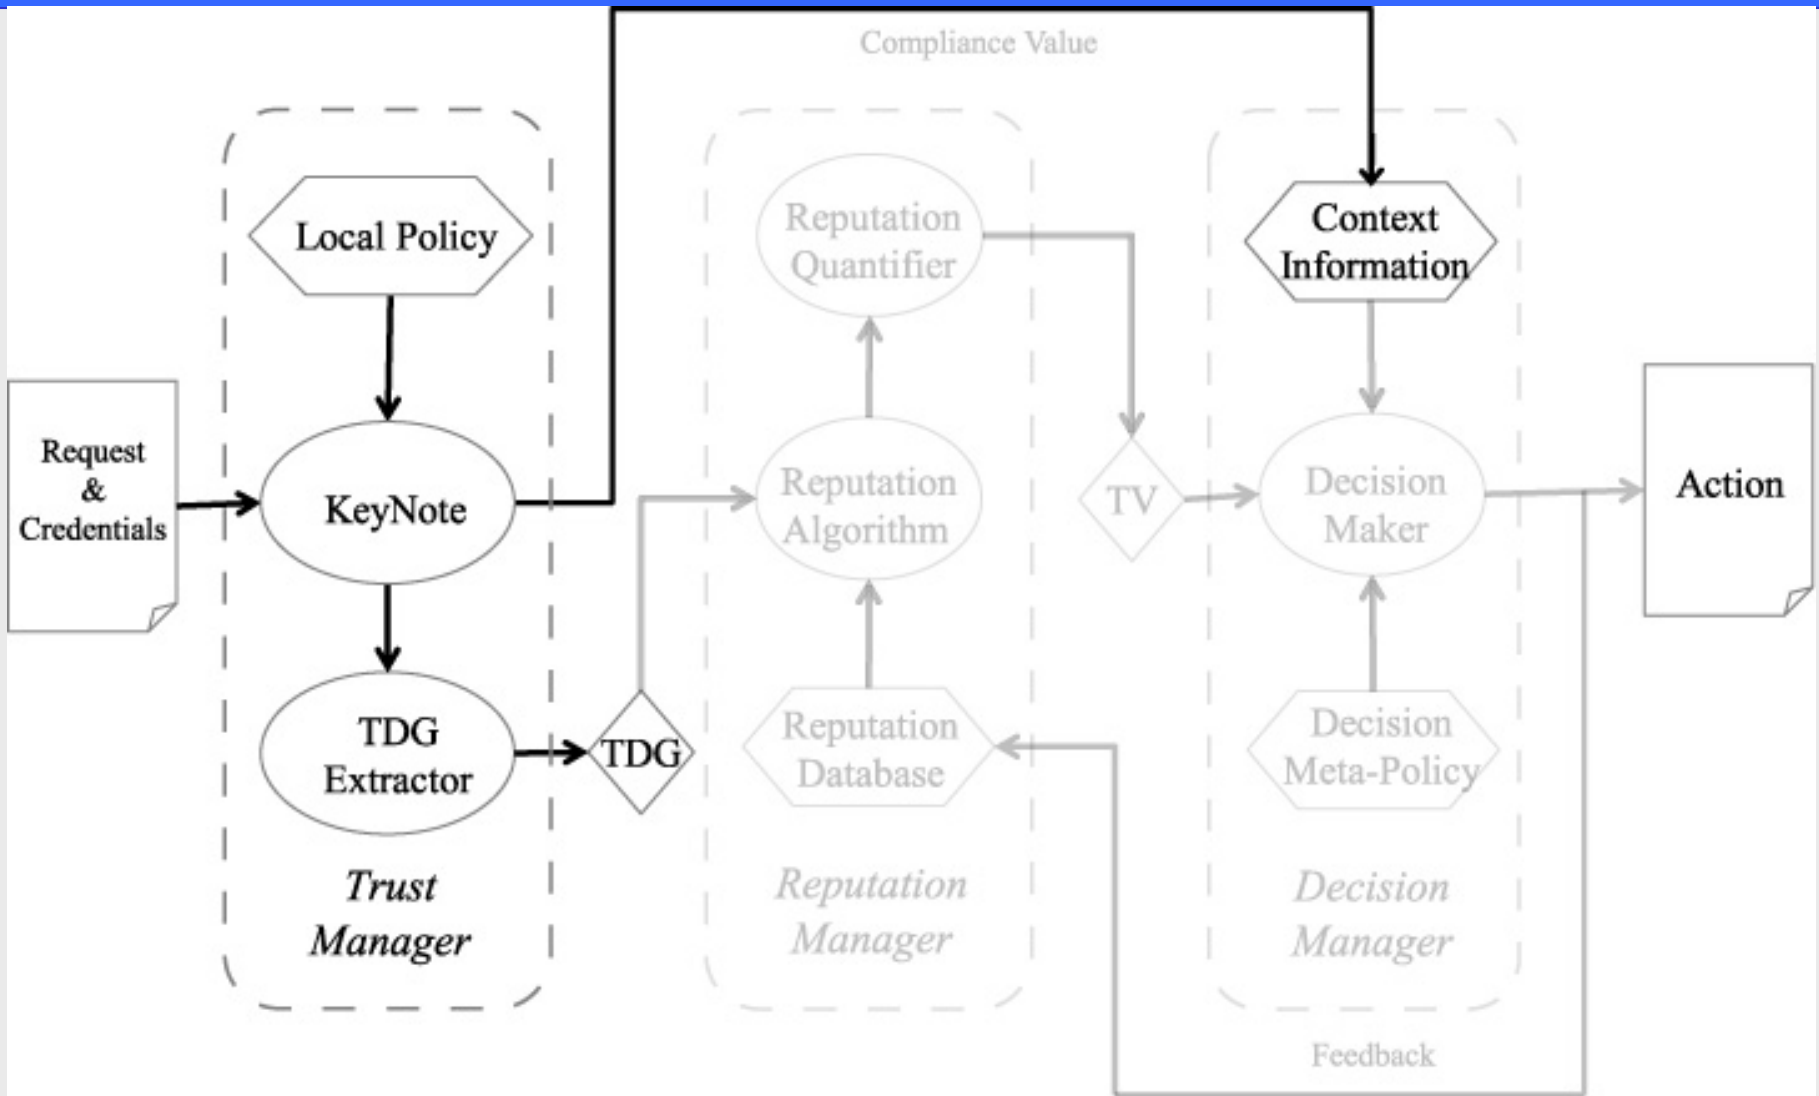 Compliance Value
Local Policy
Request
&
Credentials
KeyNote
TDG
Extractor
TDG
Trust
Manager
Reputation
Quantifier
Reputation
Algorithm
Reputation
Database
Reputation
Manager
TV
Context
Information
Decision
Maker
Decision
Meta-Policy
Decision
Manager
Action
Feedback